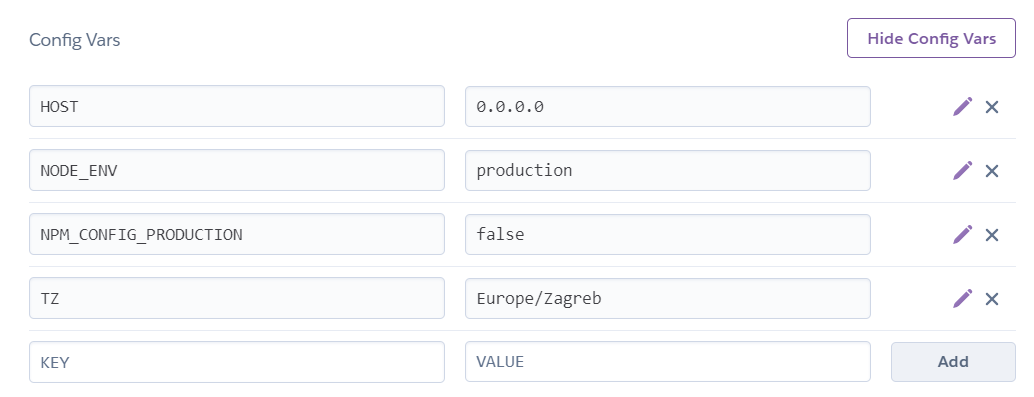 Config Vars
Hide Config Vars
HOST 0.0.0.0
NODE_ENV production
NPM_CONFIG_PRODUCTION false
TZ Europe/Zagreb
KEY VALUE Add